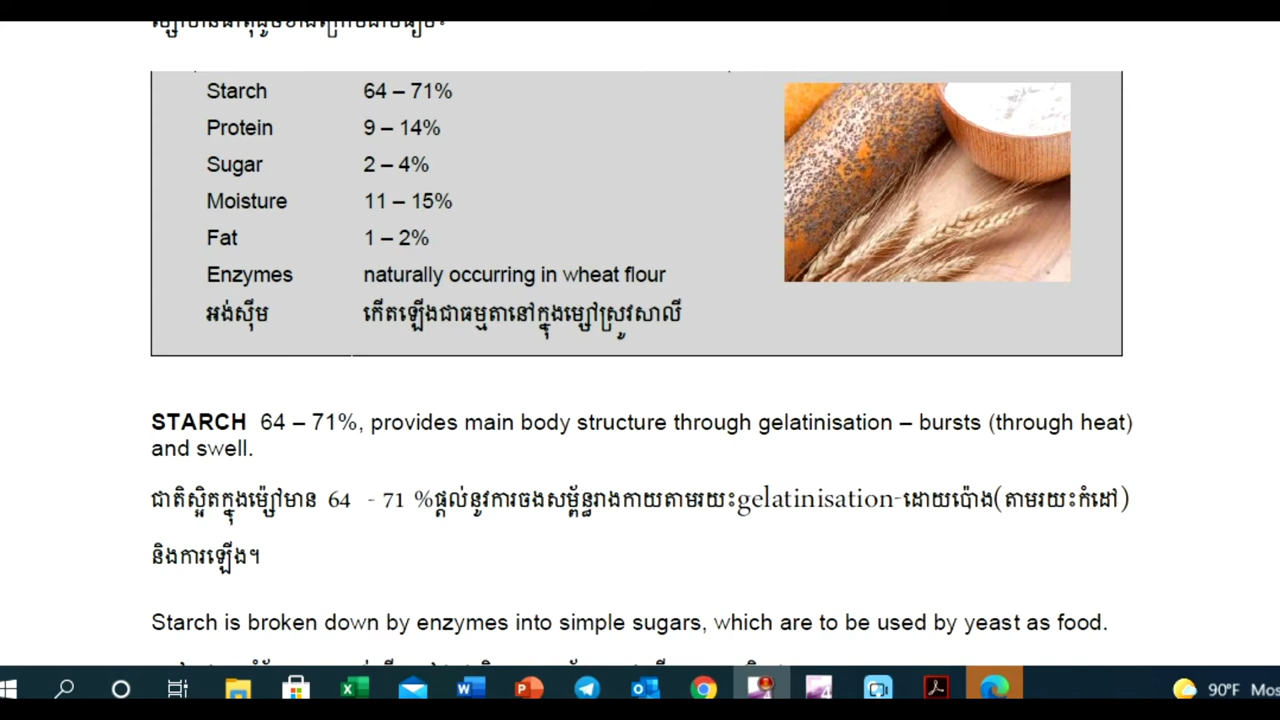 Starch 64 – 71%
Protein 9 – 14%
Sugar 2 – 4%
Moisture 11 – 15%
Fat 1 – 2%
Enzymes naturally occurring in wheat flour
អង់ស៊ីម កើតឡើងជាធម្មតានៅក្នុងម្សៅស្រូវសាលី
STARCH 64 – 71%, provides main body structure through gelatinisation – bursts (through heat)
and swell.
ជាតិស្អិតក្នុងម៉្សៅមាន 64 - 71 %ផ្តល់នូវការចងសម្ព័ន្ធរាងកាយតាមរយះgelatinisation-ដោយប៉ោង(តាមរយះកំដៅ)
និងការឡើង។
Starch is broken down by enzymes into simple sugars, which are to be used by yeast as food.
90°F Mos